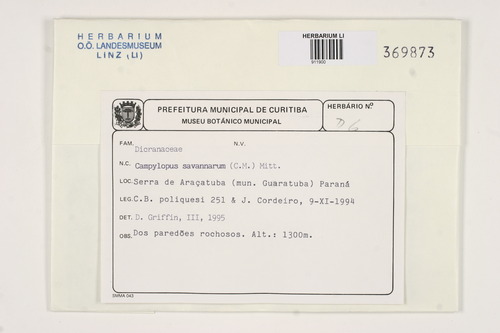 HERBARIUM
O.Ö. LANDESMUSEUM
LINZ (LI)
HERBARIUM LI
911900
369873
PREFEITURA MUNICIPAL DE CURITIBA
MUSEU BOTÂNICO MUNICIPAL
HERBÁRIO Nº
FAM. Dicranaceae N.V.
N.C. Campylopus savannarum (C.M.) Mitt.
LOC. Serra de Araçatuba (mun. Guaratuba) Paraná
LEG. C.B. poliquesi 251 & J. Cordeiro, 9-XI-1994
DET. D. Griffin, III, 1995
OBS. Dos paredões rochosos. Alt.: 1300m.
SMMA 043